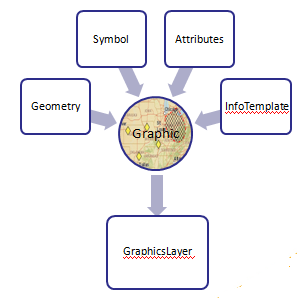 Symbol
Attributes
Geometry
InfoTemplate
Graphic
GraphicsLayer